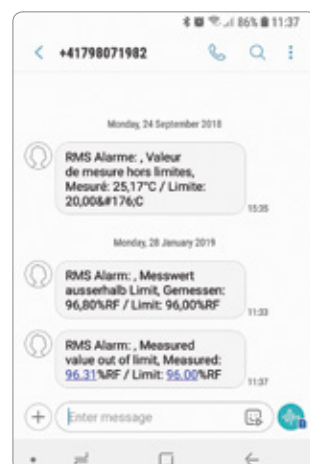 86% 11:37
+41798071982
Monday, 24 September 2018
RMS Alarme: , Valeur
de mesure hors limites,
Mesuré: 25,17°C / Limite:
20,00&#176;C
15:35
Monday, 28 January 2019
RMS Alarm: , Messwert
ausserhalb Limit, Gemessen:
96,80%RF / Limit: 96,00%RF
11:33
RMS Alarm: , Measured
value out of limit, Measured:
96.31%RF / Limit: 96.00%RF
11:37
Enter message